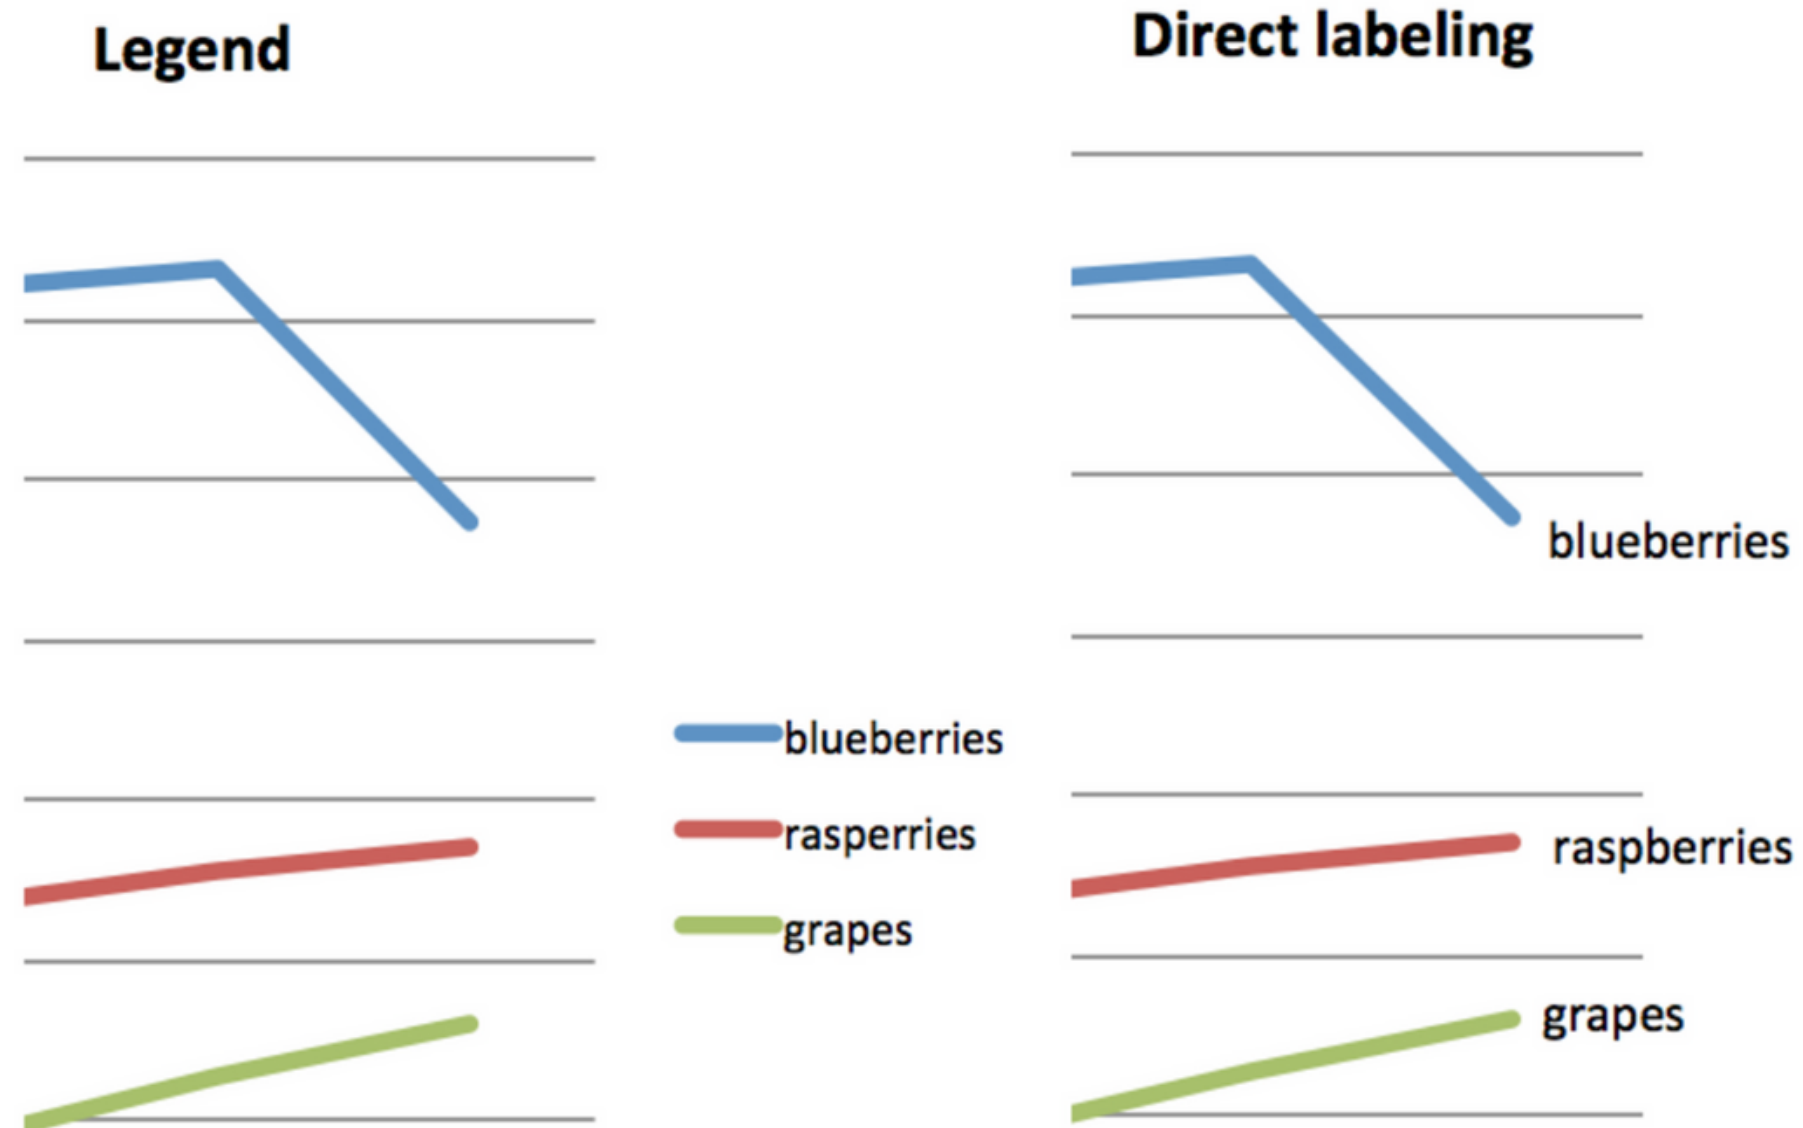 Legend
blueberries
rasperries
grapes
Direct labeling
blueberries
raspberries
grapes